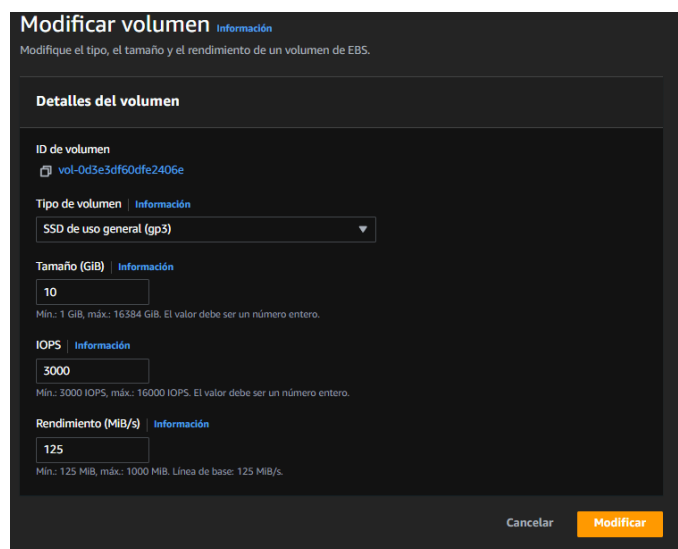 Modificar volumen Información
Modifique el tipo, el tamaño y el rendimiento de un volumen de EBS.
Detalles del volumen
ID de volumen
vol-0d3e3df60dfe2406e
Tipo de volumen | Información
SSD de uso general (gp3)
Tamaño (GiB) | Información
10
Mín.: 1 GiB, máx.: 16384 GiB. El valor debe ser un número entero.
IOPS | Información
3000
Mín.: 3000 IOPS, máx.: 16000 IOPS. El valor debe ser un número entero.
Rendimiento (MiB/s) | Información
125
Mín.: 125 MiB, máx.: 1000 MiB. Línea de base: 125 MiB/s.
Cancelar Modificar